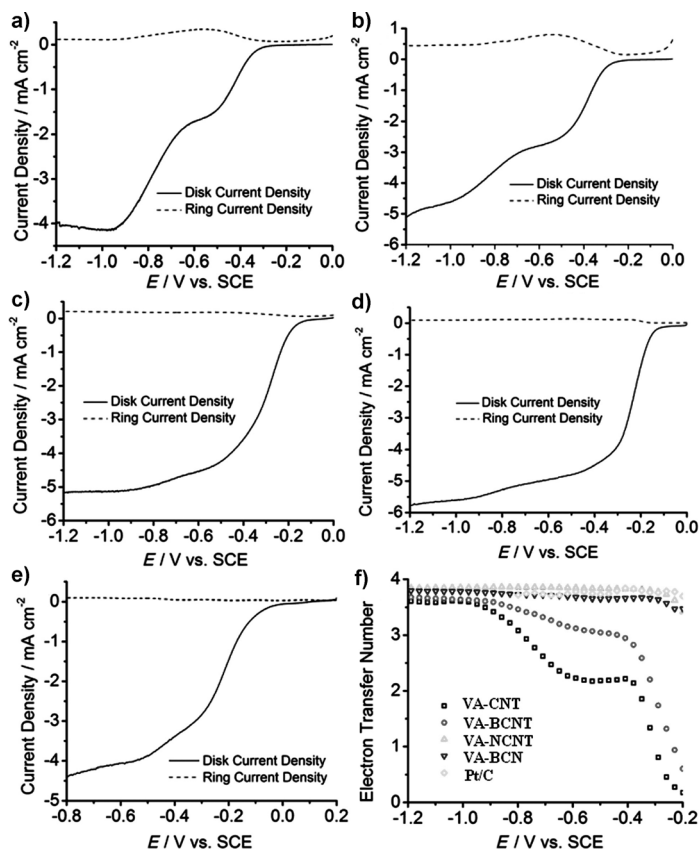 a)
Current Density / mA cm-2
0
-1
-2
-3
-4
Disk Current Density
Ring Current Density
-1.2 -1.0 -0.8 -0.6 -0.4 -0.2 0.0
E / V vs. SCE
b)
Current Density / mA cm-2
1
0
-1
-2
-3
-4
-5
-6
Disk Current Density
Ring Current Density
-1.2 -1.0 -0.8 -0.6 -0.4 -0.2 0.0
E / V vs. SCE
c)
Current Density / mA cm-2
0
-1
-2
-3
-4
-5
-6
Disk Current Density
Ring Current Density
-1.2 -1.0 -0.8 -0.6 -0.4 -0.2 0.0
E / V vs. SCE
d)
Current Density / mA cm-2
0
-1
-2
-3
-4
-5
-6
Disk Current Density
Ring Current Density
-1.2 -1.0 -0.8 -0.6 -0.4 -0.2 0.0
E / V vs. SCE
e)
Current Density / mA cm-2
0
-1
-2
-3
-4
-5
Disk Current Density
Ring Current Density
-0.8 -0.6 -0.4 -0.2 0.0 0.2
E / V vs. SCE
f)
Electron Transfer Number
4
2
0
VA-CNT
VA-BCNT
VA-NCNT
VA-BCN
Pt/C
-1.2 -1.0 -0.8 -0.6 -0.4 -0.2
E / V vs. SCE